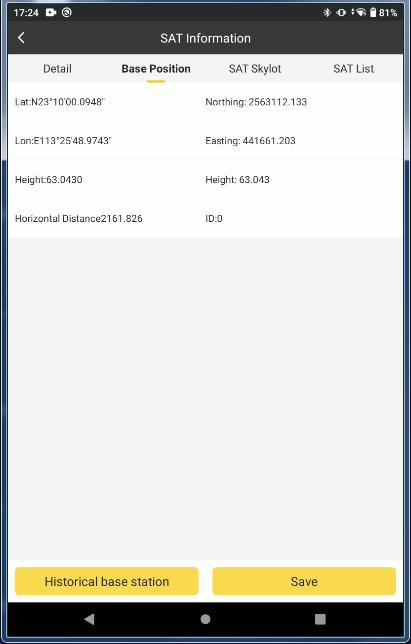 17:24 81%
SAT Information
Detail Base Position SAT Skylot SAT List
Lat:N23°10'00.0948" Northing: 2563112.133
Lon:E113°25'48.9743" Easting: 441661.203
Height:63.0430 Height: 63.043
Horizontal Distance2161.826 ID:0
Historical base station Save